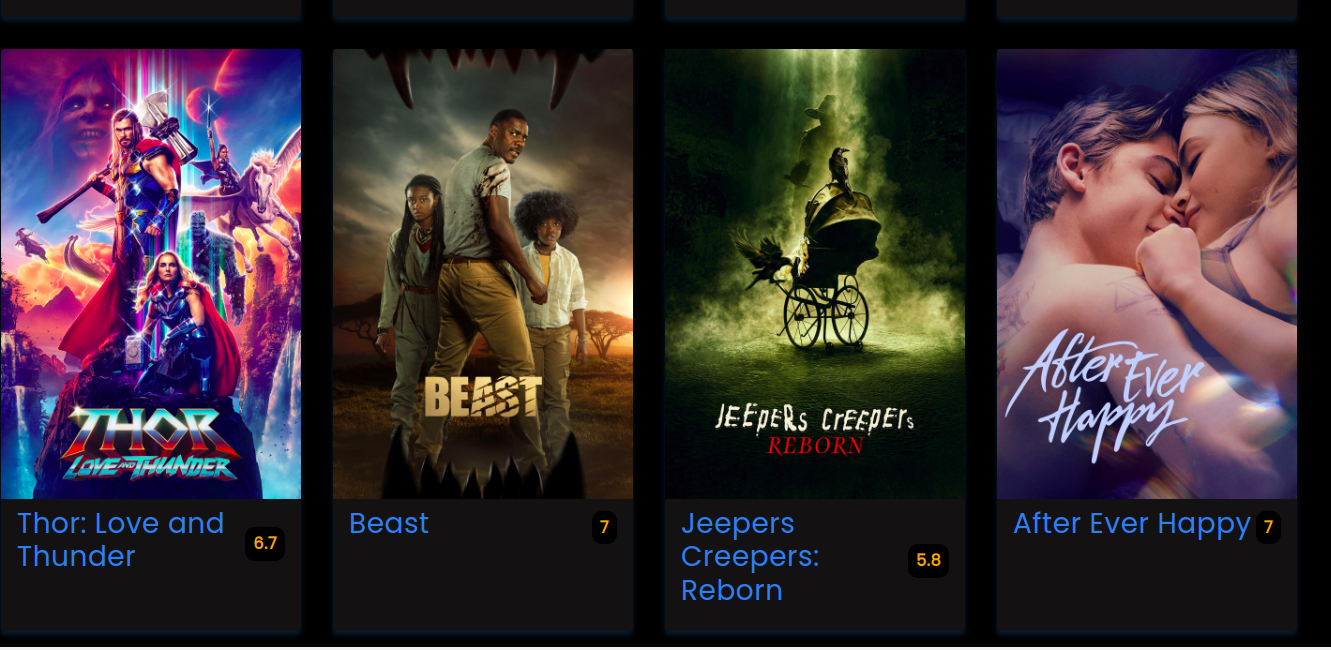 THOR
LOVE AND THUNDER
BEAST
JEEPERS CREEPERS
REBORN
After Ever
Happy
Thor: Love and
Thunder
6.7
Beast
7
Jeepers
Creepers:
Reborn
5.8
After Ever Happy
7